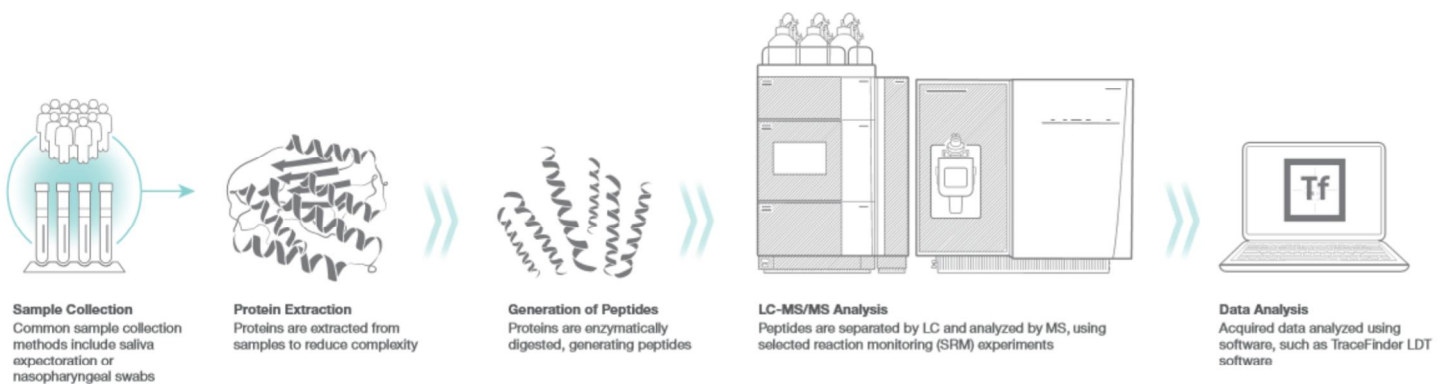 Tf
Sample Collection
Common sample collection
methods include saliva
expectoration or
nasopharyngeal swabs
Protein Extraction
Proteins are extracted from
samples to reduce complexity
Generation of Peptides
Proteins are enzymatically
digested, generating peptides
LC-MS/MS Analysis
Peptides are separated by LC and analyzed by MS, using
selected reaction monitoring (SRM) experiments
Data Analysis
Acquired data analyzed using
software, such as TraceFinder LDT
software